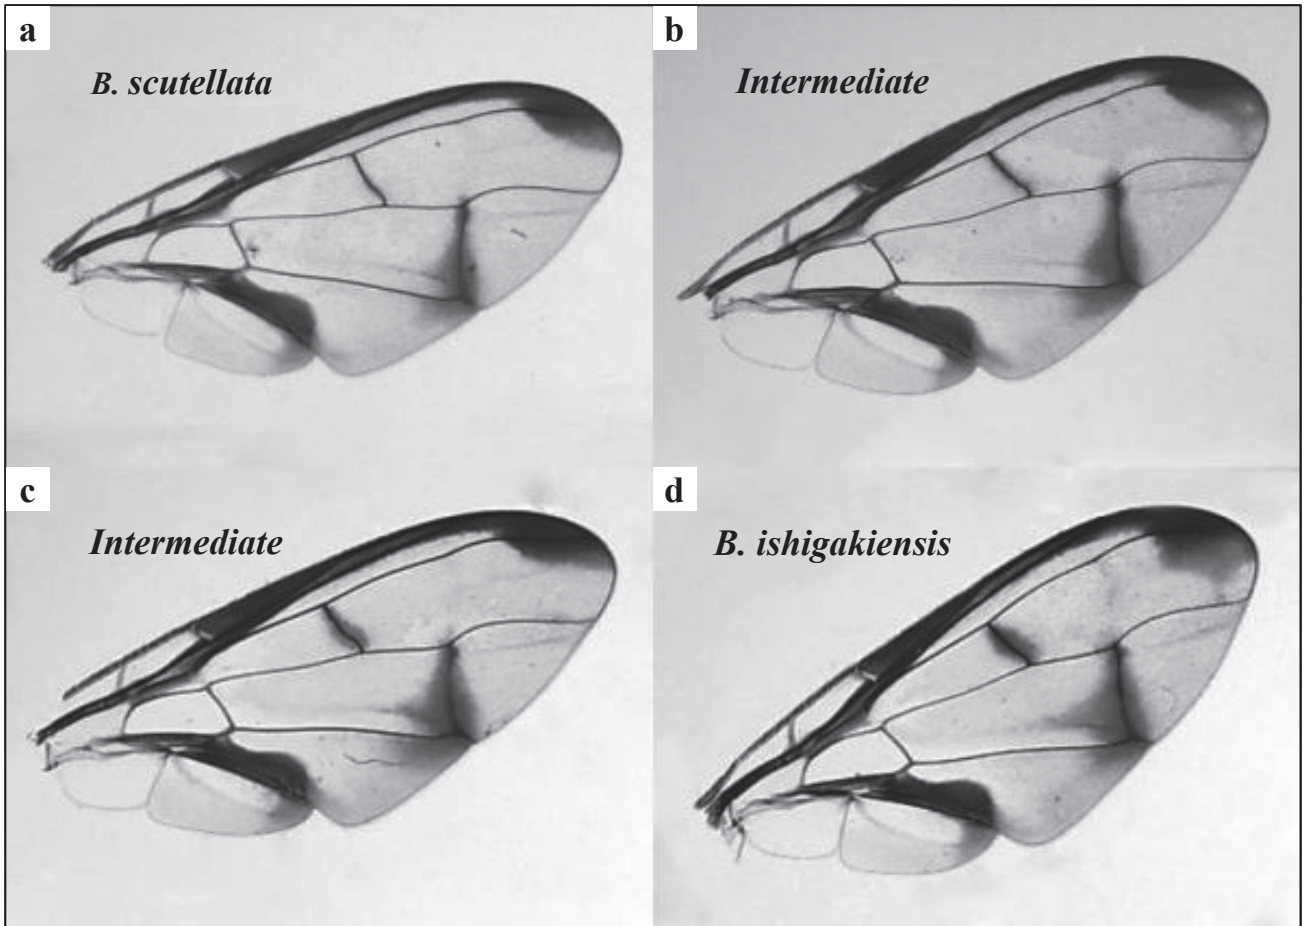 a
B. scutellata
b
Intermediate
c
Intermediate
d
B. ishigakiensis